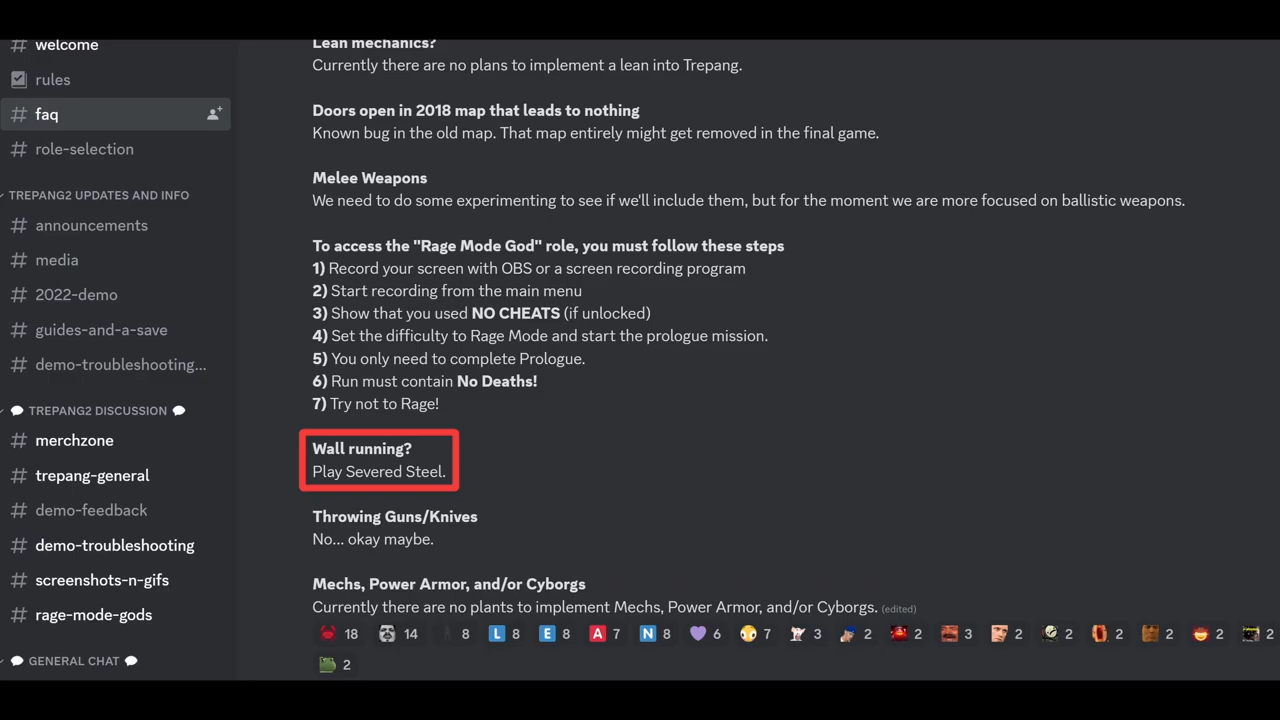 # welcome
rules
# faq
# role-selection
TREPANG2 UPDATES AND INFO
# announcements
# media
# 2022-demo
# guides-and-a-save
# demo-troubleshooting...
TREPANG2 DISCUSSION
# merchzone
# trepang-general
# demo-feedback
# demo-troubleshooting
# screenshots-n-gifs
# rage-mode-gods
GENERAL CHAT
Lean mechanics?
Currently there are no plans to implement a lean into Trepang.
Doors open in 2018 map that leads to nothing
Known bug in the old map. That map entirely might get removed in the final game.
Melee Weapons
We need to do some experimenting to see if we'll include them, but for the moment we are more focused on ballistic weapons.
To access the "Rage Mode God" role, you must follow these steps
1) Record your screen with OBS or a screen recording program
2) Start recording from the main menu
3) Show that you used NO CHEATS (if unlocked)
4) Set the difficulty to Rage Mode and start the prologue mission.
5) You only need to complete Prologue.
6) Run must contain No Deaths!
7) Try not to Rage!
Wall running?
Play Severed Steel.
Throwing Guns/Knives
No... okay maybe.
Mechs, Power Armor, and/or Cyborgs
Currently there are no plants to implement Mechs, Power Armor, and/or Cyborgs. (edited)
18 14 8 L 8 E 8 A 7 N 8 6 7 3 2 2 3 2 2 2 2 2 2
2